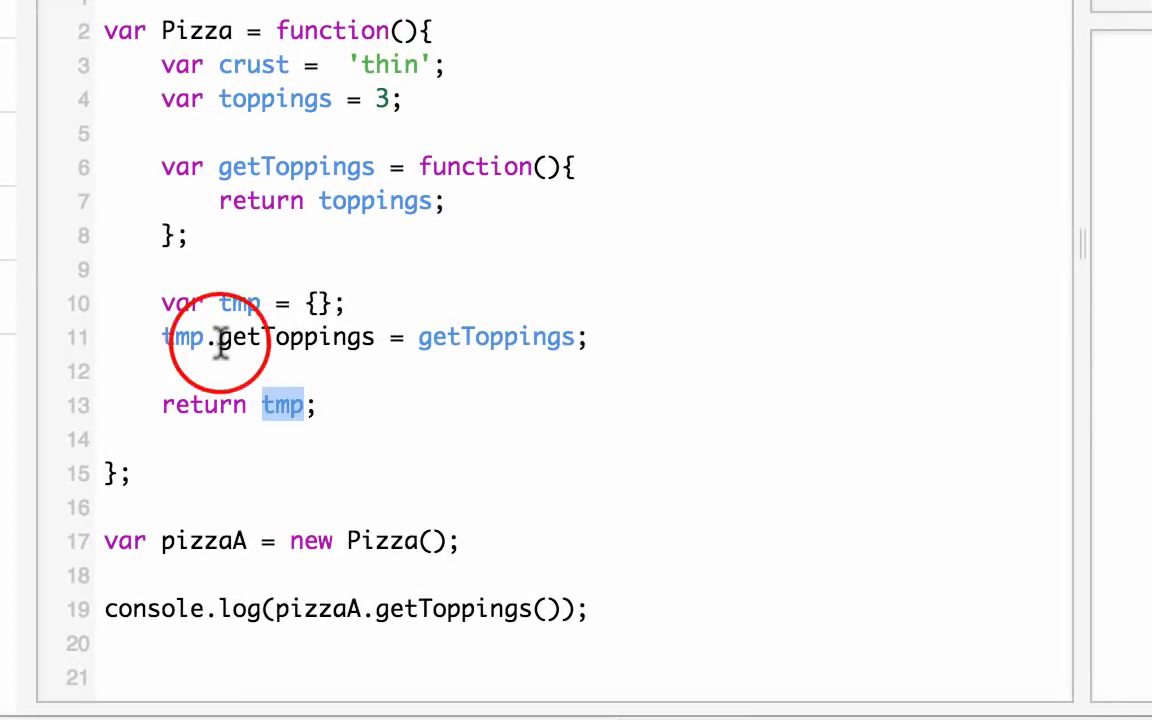 2 var Pizza = function(){
3 var crust =  'thin';
4 var toppings = 3;
5
6 var getToppings = function(){
7 return toppings;
8 };
9
10 var tmp = {};
11 tmp.getToppings = getToppings;
12
13 return tmp;
14
15 };
16
17 var pizzaA = new Pizza();
18
19 console.log(pizzaA.getToppings());
20
21